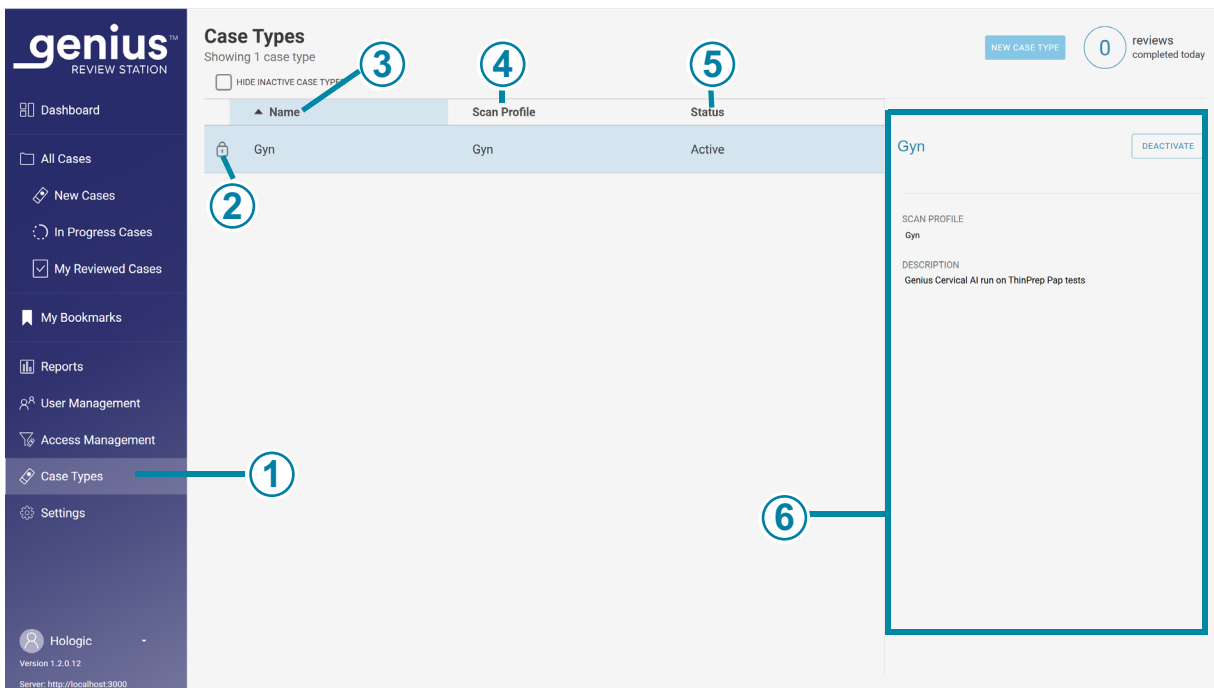 genius™
REVIEW STATION
Dashboard
All Cases
New Cases
In Progress Cases
My Reviewed Cases
My Bookmarks
Reports
User Management
Access Management
Case Types
Settings
Hologic
Version 1.2.0.12
Server: http://localhost:3000
Case Types
Showing 1 case type
HIDE INACTIVE CASE TYPES
NEW CASE TYPE
0
reviews
completed today
Name Scan Profile Status
Gyn Gyn Active
Gyn
DEACTIVATE
SCAN PROFILE
Gyn
DESCRIPTION
Genius Cervical AI run on ThinPrep Pap tests
1
2
3
4
5
6